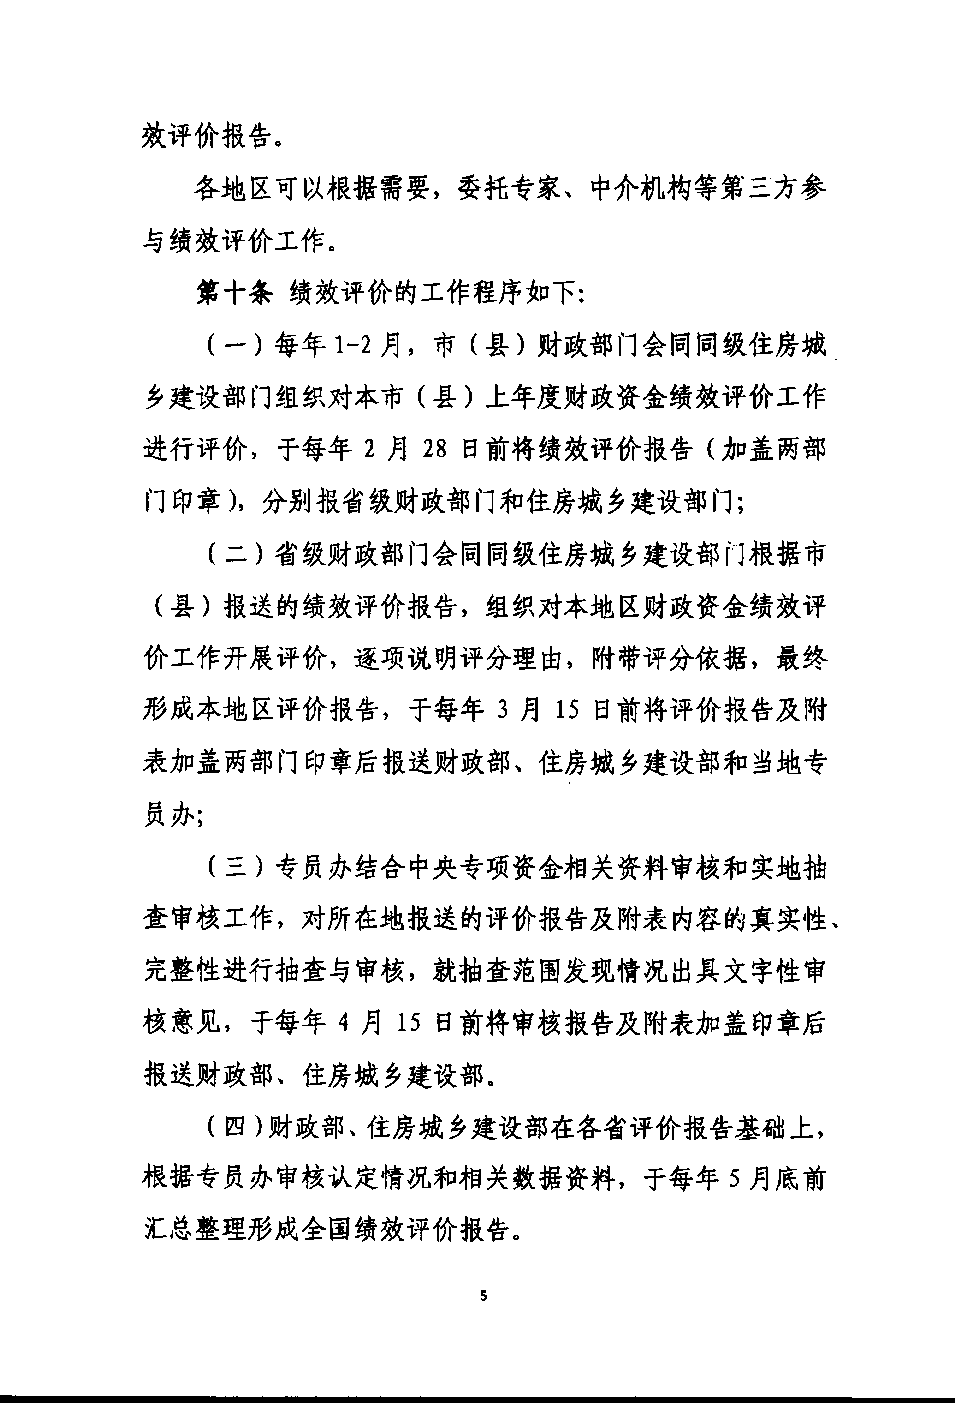 效评价报告。
各地区可以根据需要，委托专家、中介机构等第三方参
与绩效评价工作。
第十条 绩效评价的工作程序如下：
（一）每年1-2月，市（县）财政部门会同同级住房城
乡建设部门组织对本市（县）上年度财政资金绩效评价工作
进行评价，于每年 2 月 28 日前将绩效评价报告（加盖两部
门印章），分别报省级财政部门和住房城乡建设部门；
（二）省级财政部门会同同级住房城乡建设部门根据市
（县）报送的绩效评价报告，组织对本地区财政资金绩效评
价工作开展评价，逐项说明评分理由，附带评分依据，最终
形成本地区评价报告，于每年 3 月 15 日前将评价报告及附
表加盖两部门印章后报送财政部、住房城乡建设部和当地专
员办；
（三）专员办结合中央专项资金相关资料审核和实地抽
查审核工作，对所在地报送的评价报告及附表内容的真实性、
完整性进行抽查与审核，就抽查范围发现情况出具文字性审
核意见，于每年 4 月 15 日前将审核报告及附表加盖印章后
报送财政部、住房城乡建设部。
（四）财政部、住房城乡建设部在各省评价报告基础上，
根据专员办审核认定情况和相关数据资料，于每年 5 月底前
汇总整理形成全国绩效评价报告。
5